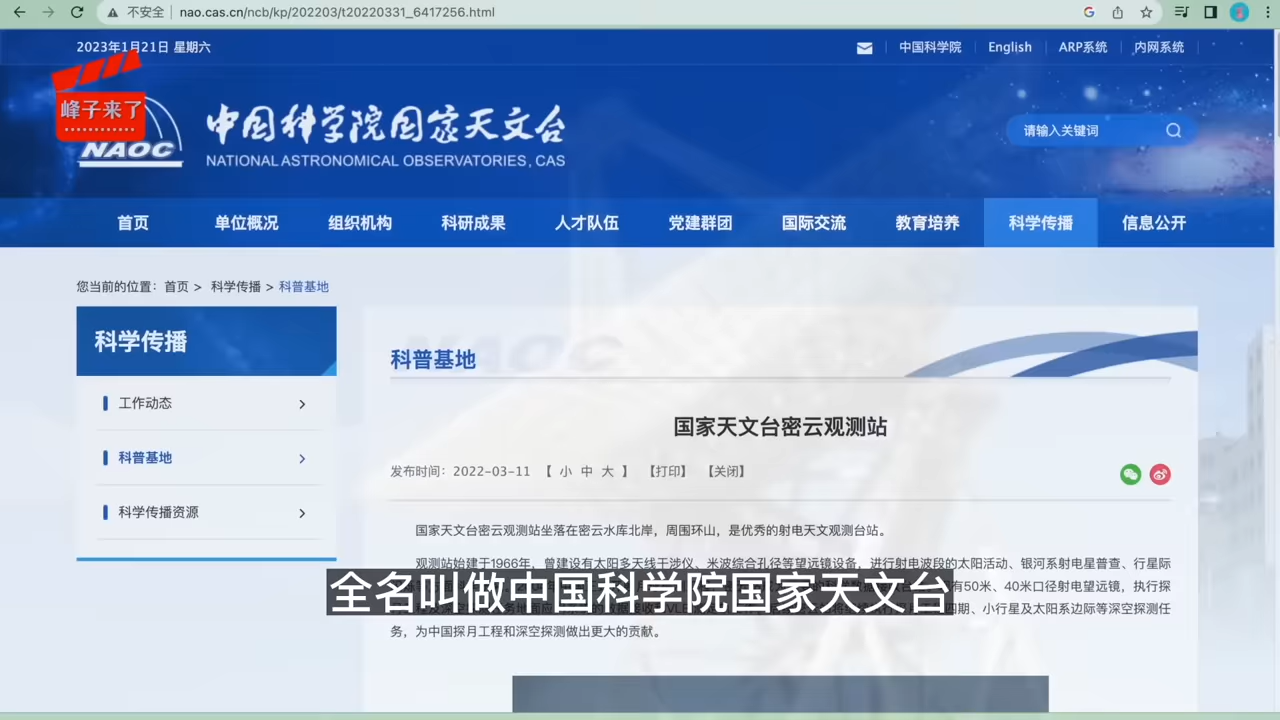 不安全 nao.cas.cn/ncb/kp/202203/t20220331_6417256.html
2023年1月21日 星期六
中国科学院 English ARP系统 内网系统
峰子来了
NAOC
中国科学院国家天文台
NATIONAL ASTRONOMICAL OBSERVATORIES, CAS
请输入关键词
首页 单位概况 组织机构 科研成果 人才队伍 党建群团 国际交流 教育培养 科学传播 信息公开
您当前的位置: 首页 > 科学传播 > 科普基地
科学传播
工作动态
科普基地
科学传播资源
科普基地
国家天文台密云观测站
发布时间: 2022-03-11 【 小 中 大 】 【打印】 【关闭】
国家天文台密云观测站坐落在密云水库北岸，周围环山，是优秀的射电天文观测台站。
观测站始建于1966年，曾建设有太阳多天线干涉仪、米波综合孔径等望远镜设备，进行射电波段的太阳活动、银河系射电星普查、行星际
有50米、40米口径射电望远镜，执行探
四期、小行星及太阳系边际等深空探测任
务，为中国探月工程和深空探测做出更大的贡献。
全名叫做中国科学院国家天文台